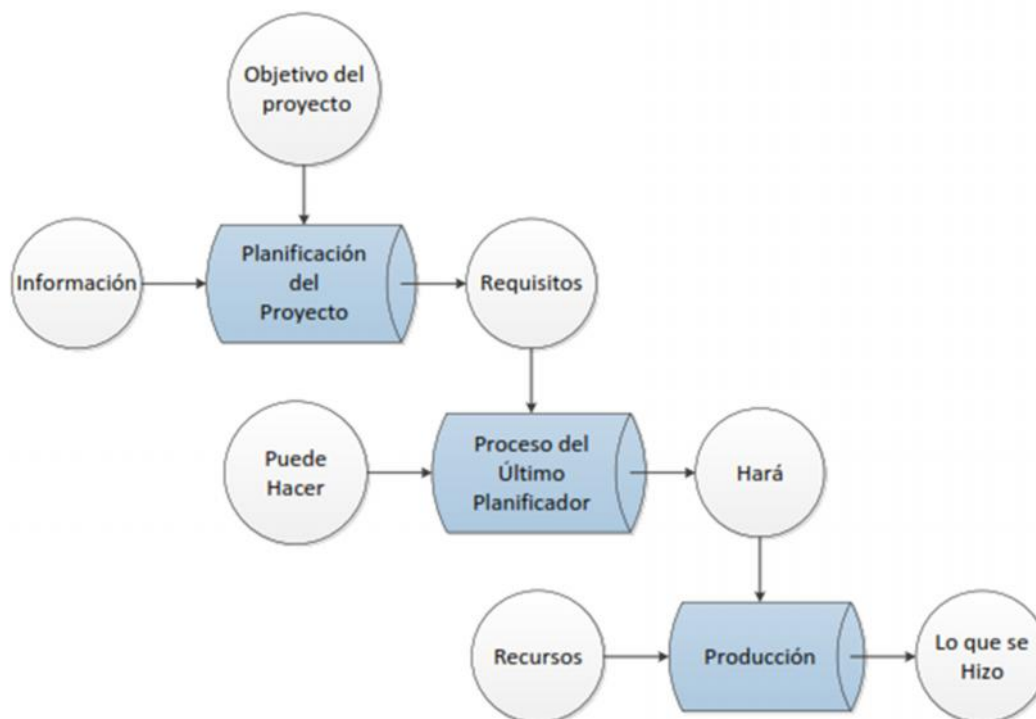 Objetivo del
proyecto
Información
Planificación
del
Proyecto
Requisitos
Puede
Hacer
Proceso del
Último
Planificador
Hará
Recursos
Producción
Lo que se
Hizo